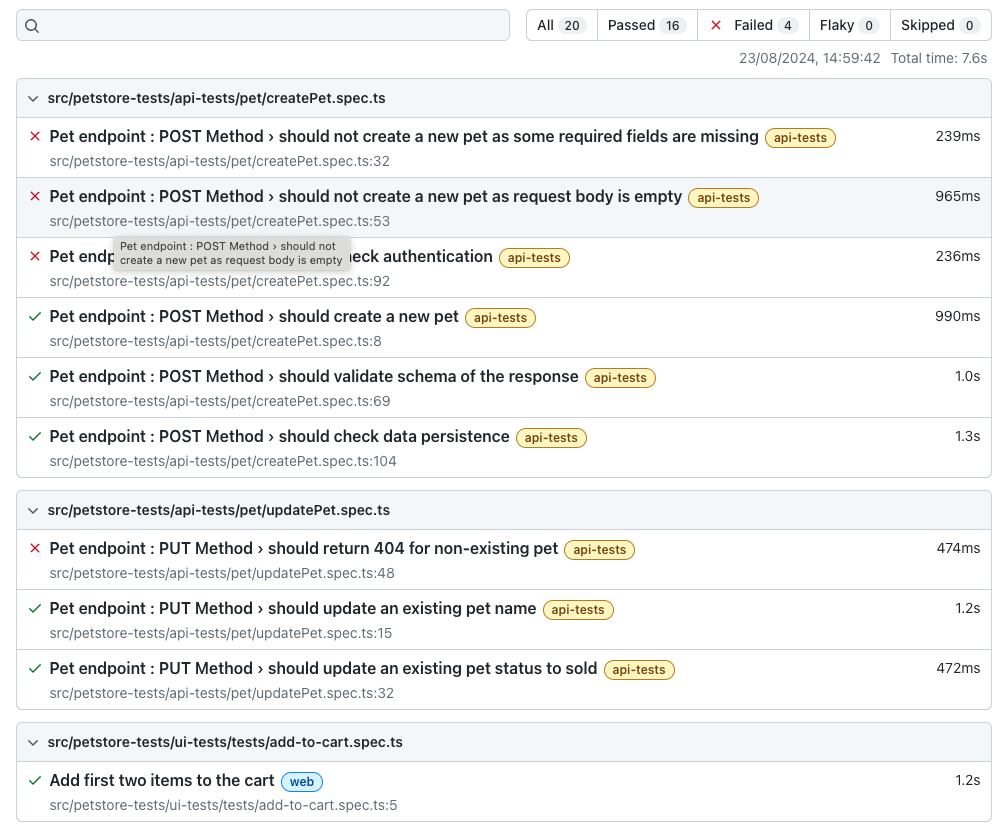 All 20 Passed 16 Failed 4 Flaky 0 Skipped 0
23/08/2024, 14:59:42 Total time: 7.6s
src/petstore-tests/api-tests/pet/createPet.spec.ts
Pet endpoint : POST Method › should not create a new pet as some required fields are missing api-tests 239ms
src/petstore-tests/api-tests/pet/createPet.spec.ts:32
Pet endpoint : POST Method › should not create a new pet as request body is empty api-tests 965ms
src/petstore-tests/api-tests/pet/createPet.spec.ts:53
Pet endpoint : POST Method › should not
create a new pet as request body is empty
Pet authentication api-tests 236ms
src/petstore-tests/api-tests/pet/createPet.spec.ts:92
Pet endpoint : POST Method › should create a new pet api-tests 990ms
src/petstore-tests/api-tests/pet/createPet.spec.ts:8
Pet endpoint : POST Method › should validate schema of the response api-tests 1.0s
src/petstore-tests/api-tests/pet/createPet.spec.ts:69
Pet endpoint : POST Method › should check data persistence api-tests 1.3s
src/petstore-tests/api-tests/pet/createPet.spec.ts:104
src/petstore-tests/api-tests/pet/updatePet.spec.ts
Pet endpoint : PUT Method › should return 404 for non-existing pet api-tests 474ms
src/petstore-tests/api-tests/pet/updatePet.spec.ts:48
Pet endpoint : PUT Method › should update an existing pet name api-tests 1.2s
src/petstore-tests/api-tests/pet/updatePet.spec.ts:15
Pet endpoint : PUT Method › should update an existing pet status to sold api-tests 472ms
src/petstore-tests/api-tests/pet/updatePet.spec.ts:32
src/petstore-tests/ui-tests/tests/add-to-cart.spec.ts
Add first two items to the cart web 1.2s
src/petstore-tests/ui-tests/tests/add-to-cart.spec.ts:5